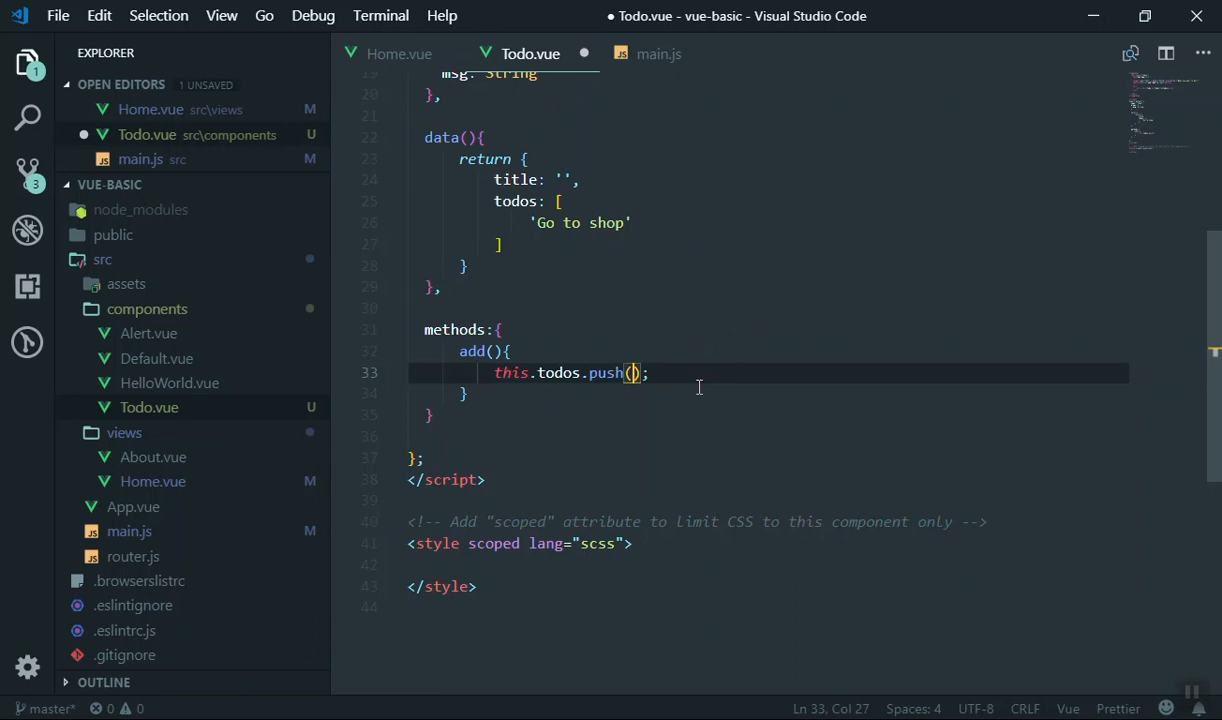 File Edit Selection View Go Debug Terminal Help
● Todo.vue - vue-basic - Visual Studio Code
EXPLORER
OPEN EDITORS 1 UNSAVED
Home.vue src\views M
Todo.vue src\components U
main.js src M
VUE-BASIC
node_modules
public
src
assets
components
Alert.vue
Default.vue
HelloWorld.vue
Todo.vue U
views
About.vue
Home.vue M
App.vue
main.js M
router.js
.browserslistrc
.eslintignore
.eslintrc.js
.gitignore
OUTLINE
1
3
Home.vue Todo.vue main.js
19 msg: String
20 },
21
22 data(){
23 return {
24 title: '',
25 todos: [
26 'Go to shop'
27 ]
28 }
29 },
30
31 methods:{
32 add(){
33 this.todos.push();
34 }
35 }
36
37 };
38 </script>
39
40 <!-- Add "scoped" attribute to limit CSS to this component only -->
41 <style scoped lang="scss">
42
43 </style>
44
master* 0 0 Ln 33, Col 27 Spaces: 4 UTF-8 CRLF Vue Prettier